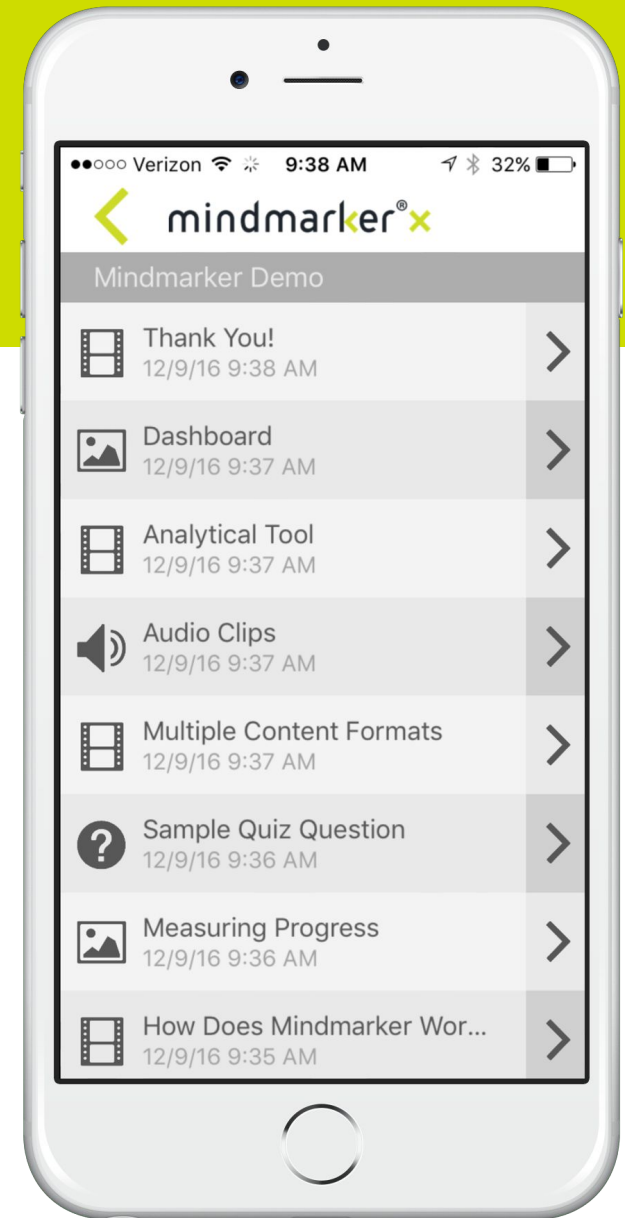 Verizon 9:38 AM 32%
mindmarker®x
Mindmarker Demo
Thank You!
12/9/16 9:38 AM
Dashboard
12/9/16 9:37 AM
Analytical Tool
12/9/16 9:37 AM
Audio Clips
12/9/16 9:37 AM
Multiple Content Formats
12/9/16 9:37 AM
Sample Quiz Question
12/9/16 9:36 AM
Measuring Progress
12/9/16 9:36 AM
How Does Mindmarker Wor...
12/9/16 9:35 AM